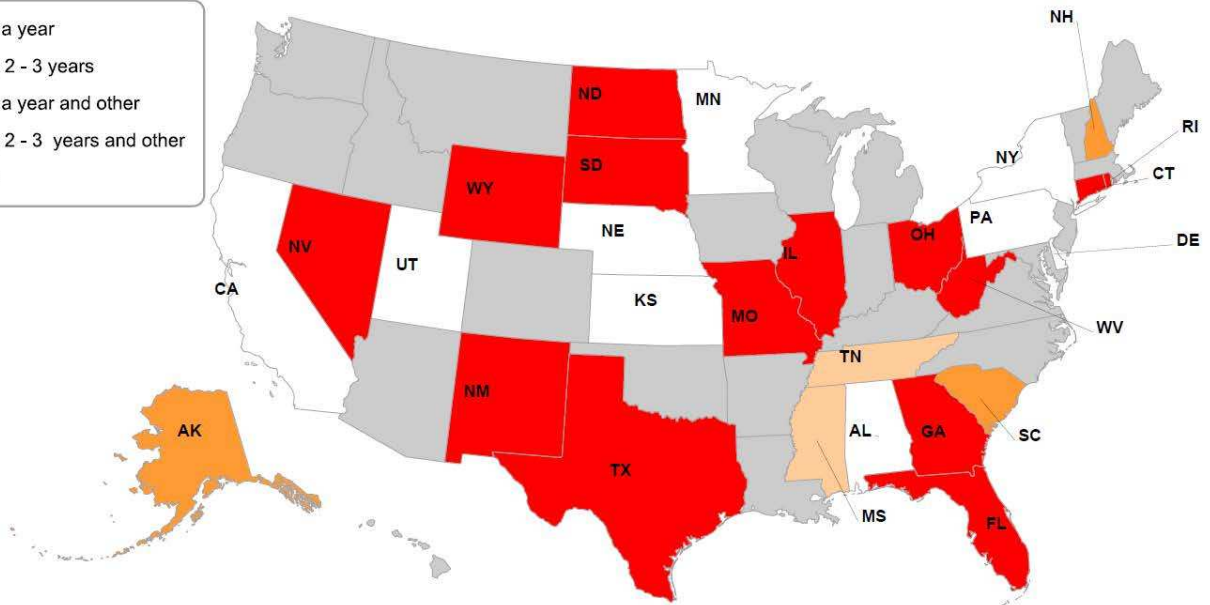 a year
2 - 3 years
a year and other
2 - 3 years and other
NH
ND
MN
RI
NY
SD
CT
WY
PA
NE
OH
DE
NV
IL
UT
KS
CA
MO
WV
TN
NM
AK
AL
GA
SC
TX
MS
FL